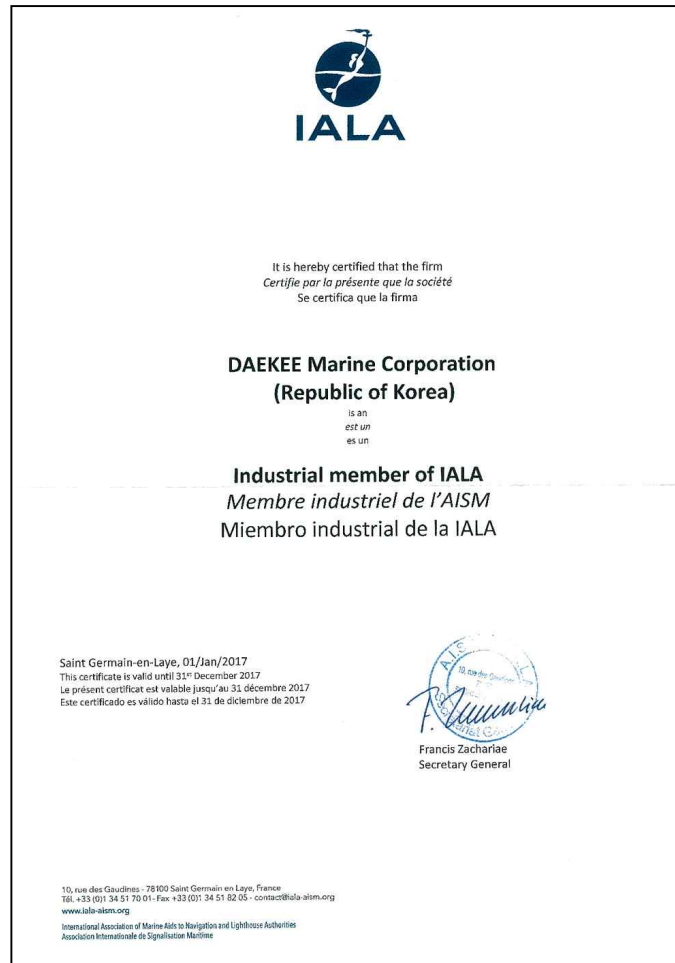 IALA
It is hereby certified that the firm
Certifie par la présente que la société
Se certifica que la firma
DAEKEE Marine Corporation
(Republic of Korea)
is an
est un
es un
Industrial member of IALA
Membre industriel de l'AISM
Miembro industrial de la IALA
Saint Germain-en-Laye, 01/Jan/2017
This certificate is valid until 31st December 2017
Le présent certificat est valable jusqu'au 31 décembre 2017
Este certificado es válido hasta el 31 de diciembre de 2017
10, rue des Gaudines
Francis Zachariae
Secretary General
10, rue des Gaudines - 78100 Saint Germain en Laye, France
Tél. +33 (0)1 34 51 70 01- Fax +33 (0)1 34 51 82 05 - contact@iala-aism.org
www.iala-aism.org
International Association of Marine Aids to Navigation and Lighthouse Authorities
Association Internationale de Signalisation Maritime